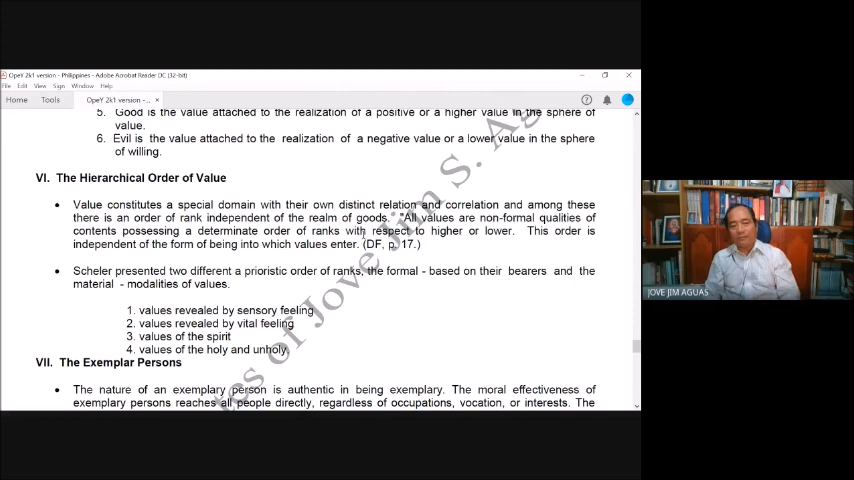 OpeY 2k1 version - Philippines - Adobe Acrobat Reader DC (32-bit)
File Edit View Sign Window Help
Home Tools OpeY 2k1 version -... ×
5. Good is the value attached to the realization of a positive or a higher value in the sphere of
value.
6. Evil is the value attached to the realization of a negative value or a lower value in the sphere
of willing.
VI. The Hierarchical Order of Value
• Value constitutes a special domain with their own distinct relation and correlation and among these
there is an order of rank independent of the realm of goods. All values are non-formal qualities of
contents possessing a determinate order of ranks with respect to higher or lower. This order is
independent of the form of being into which values enter. (DF, p. 17.)
• Scheler presented two different a prioristic order of ranks, the formal - based on their bearers and the
material - modalities of values.
1. values revealed by sensory feeling
2. values revealed by vital feeling
3. values of the spirit
4. values of the holy and unholy.
VII. The Exemplar Persons
• The nature of an exemplary person is authentic in being exemplary. The moral effectiveness of
exemplary persons reaches all people directly, regardless of occupations, vocation, or interests. The
tes of Jove Jim S. Ag
JOVE JIM AGUAS